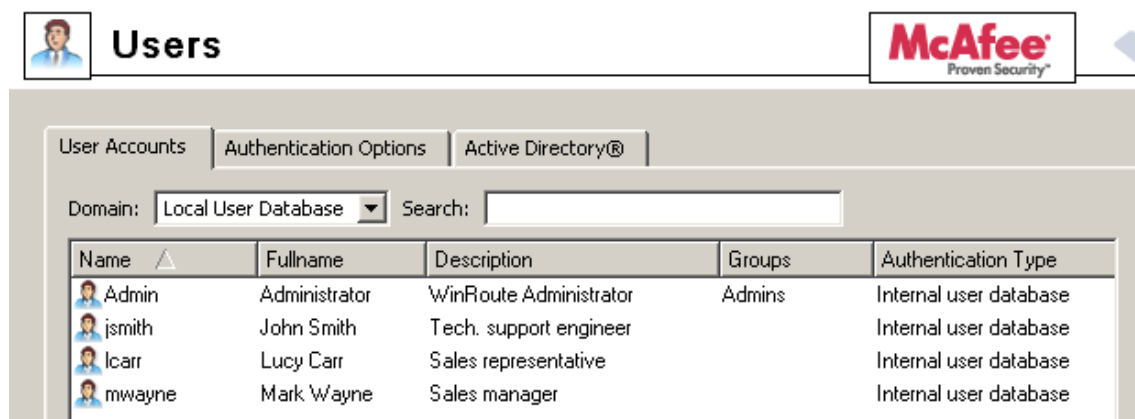 Users
McAfee®
Proven Security™
User Accounts Authentication Options Active Directory®
Domain: Local User Database Search:
Name Fullname Description Groups Authentication Type
Admin Administrator WinRoute Administrator Admins Internal user database
jsmith John Smith Tech. support engineer Internal user database
lcarr Lucy Carr Sales representative Internal user database
mwayne Mark Wayne Sales manager Internal user database